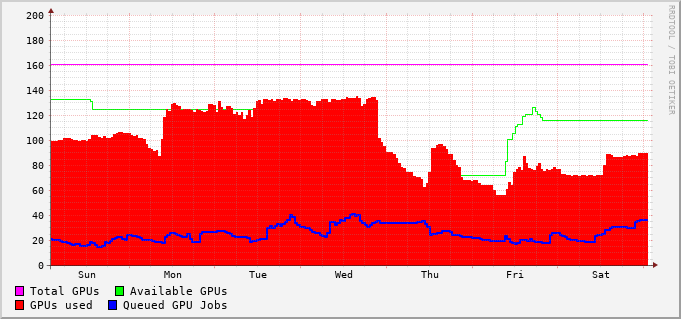 200
180
160
140
120
100
80
60
40
20
0
Sun Mon Tue Wed Thu Fri Sat
Total GPUs Available GPUs
GPUs used Queued GPU Jobs
RRDTOOL / TOBI OETIKER